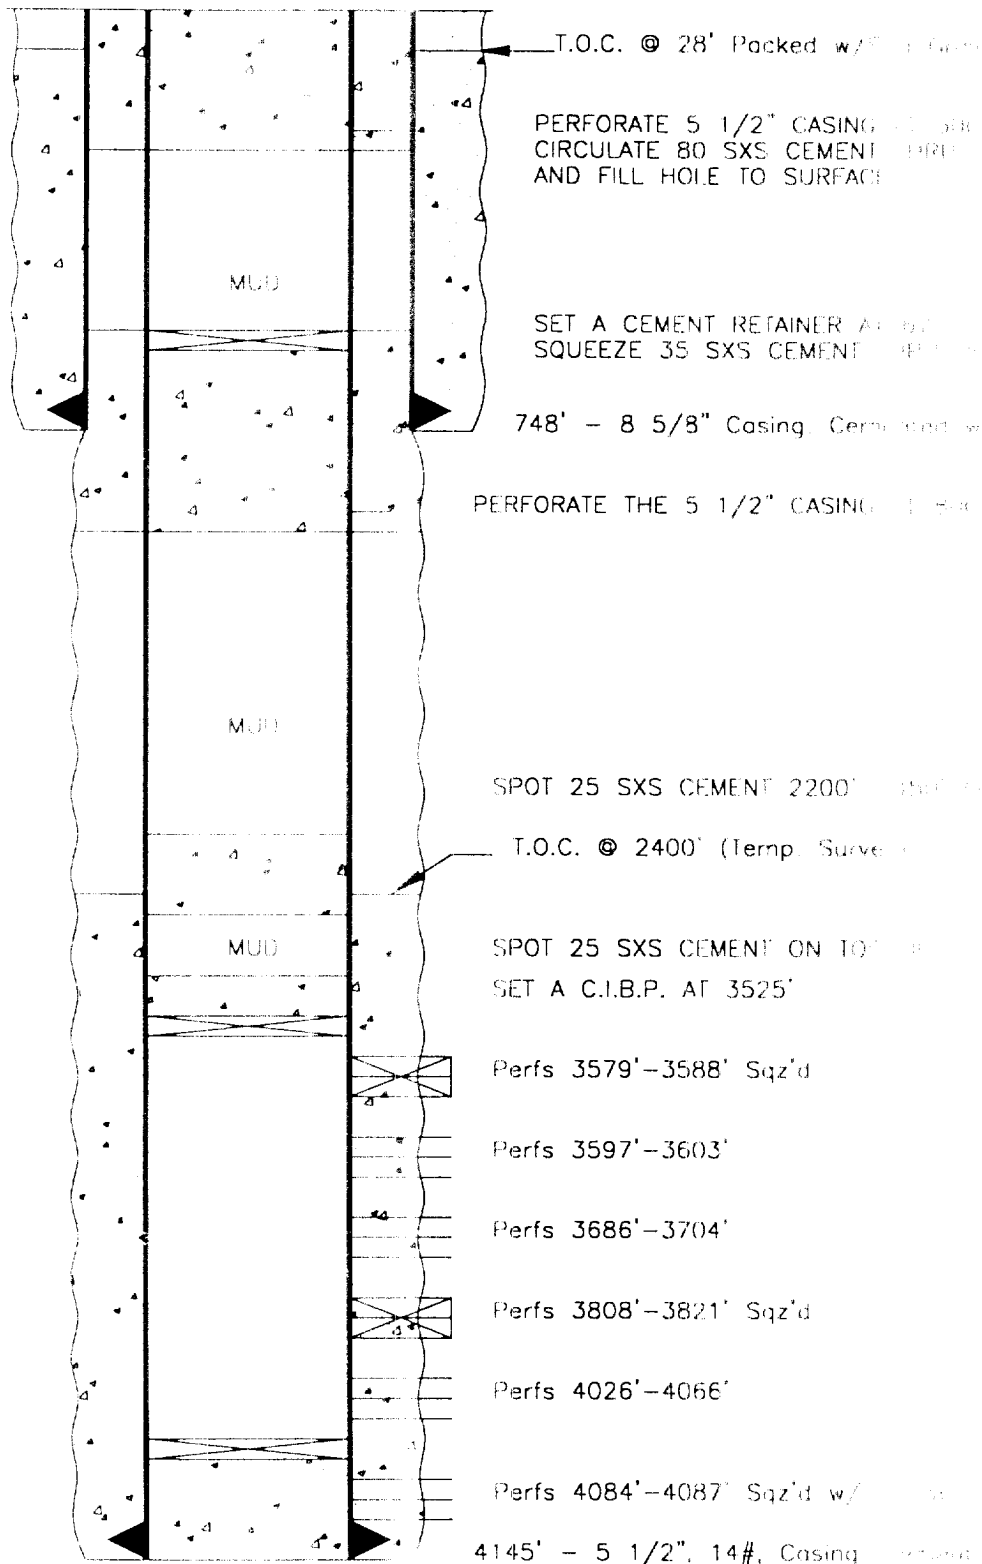 T.O.C. @ 28' Packed
PERFORATE 5 1/2" CASING
CIRCULATE 80 SXS CEMENT
AND FILL HOLE TO SURFACE
MUD
SET A CEMENT RETAINER
SQUEEZE 35 SXS CEMENT
748' - 8 5/8" Casing, Cemented
PERFORATE THE 5 1/2" CASING
MUD
SPOT 25 SXS CEMENT 2200'
T.O.C. @ 2400' (Temp. Survey
MUD
SPOT 25 SXS CEMENT ON TOP
SET A C.I.B.P. AT 3525'
Perfs 3579'-3588' Sqz'd
Perfs 3597'-3603'
Perfs 3686'-3704'
Perfs 3808'-3821' Sqz'd
Perfs 4026'-4066'
Perfs 4084'-4087' Sqz'd w/
4145' - 5 1/2", 14#, Casing